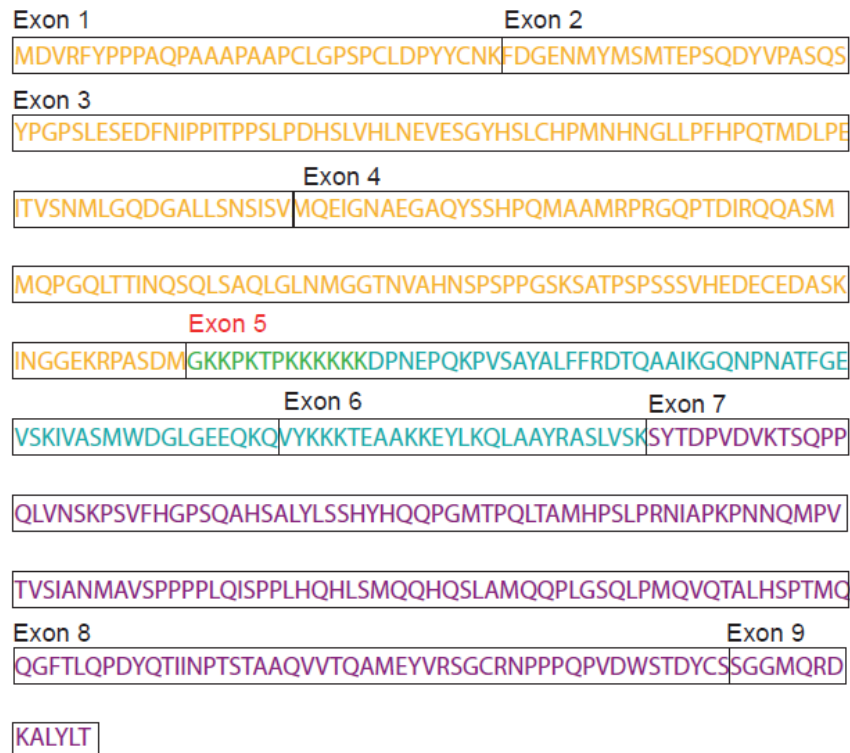 Exon 1 Exon 2
MDVRFYPPPAQPAAAPAAPCLGPSPCLDPYYCNKFDGENMYMSMTEPSQDYVPASQS
Exon 3
YPGPSLESEDFNIPPITPPSLPDHSLVHLNEVESGYHSLCHPMNHNGLLPFHPQTMDLPE
Exon 4
ITVSNMLGQDGALLSNSISVMQEIGNAEGAQYSSHPQMAAMRPRGQPTDIRQQASM
MQPGQLTTINQSQLSAQLGLNMGGTNVAHNSPSPPGSKSATPSPSSSVHEDECEDASK
Exon 5
INGGEKRPASDMGKKPKTPKKKKKKDPNEPQKPVSAYALFFRDTQAAIKGQNPNATFGE
Exon 6 Exon 7
VSKIVASMWDGLGEEQKQVYKKKTEAAKKEYLKQLAAYRASLVSKSYTDPVDVKTSQPP
QLVNSKPSVFHGPSQAHSALYLSSHYHQQPGMTPQLTAMHPSLPRNIAPKPNNQMPV
TVSIANMAVSPPPPLQISPPLHQHLSMQQHQSLAMQQPLGSQLPMQVQTALHSPTMQ
Exon 8 Exon 9
QGFTLQPDYQTIINPTSTAAQVVTQAMEYVRSGCRNPPPQPVDWSTDYCSSGGMQRD
KALYLT